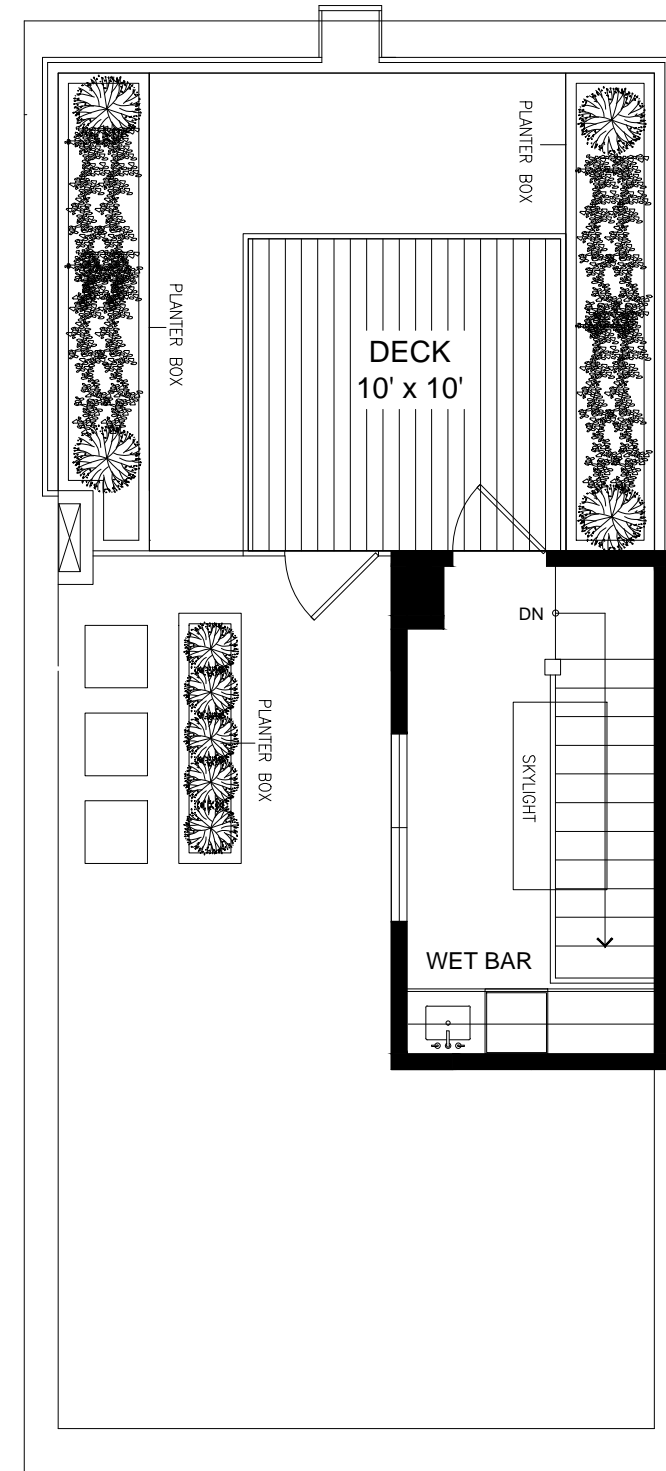 PLANTER BOX
PLANTER BOX
DECK
10' x 10'
DN
PLANTER BOX
SKYLIGHT
WET BAR